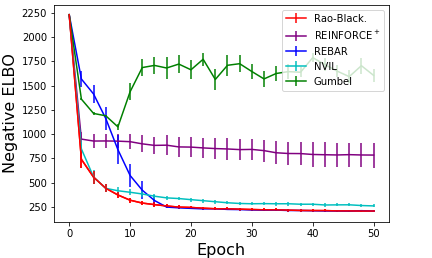 2250
2000
1750
1500
1250
1000
750
500
250
Negative ELBO
Rao-Black.
REINFORCE+
REBAR
NVIL
Gumbel
0 10 20 30 40 50
Epoch